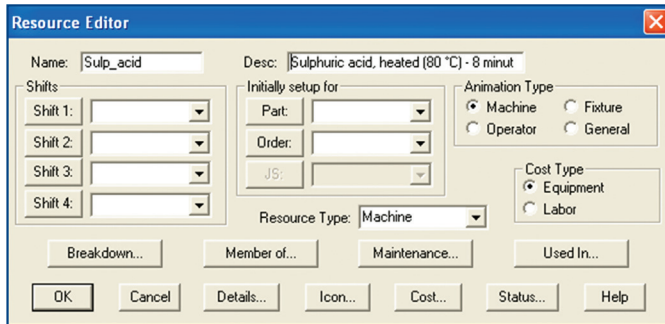 Resource Editor
Name: Sulp_acid Desc: Sulphuric acid, heated (80 °C) - 8 minut
Shifts Initially setup for Animation Type
Shift 1: Part: Machine Fixture
Shift 2: Order: Operator General
Shift 3: JS: Cost Type
Equipment
Shift 4: Resource Type: Machine Labor
Breakdown... Member of... Maintenance... Used In...
OK Cancel Details... Icon... Cost... Status... Help